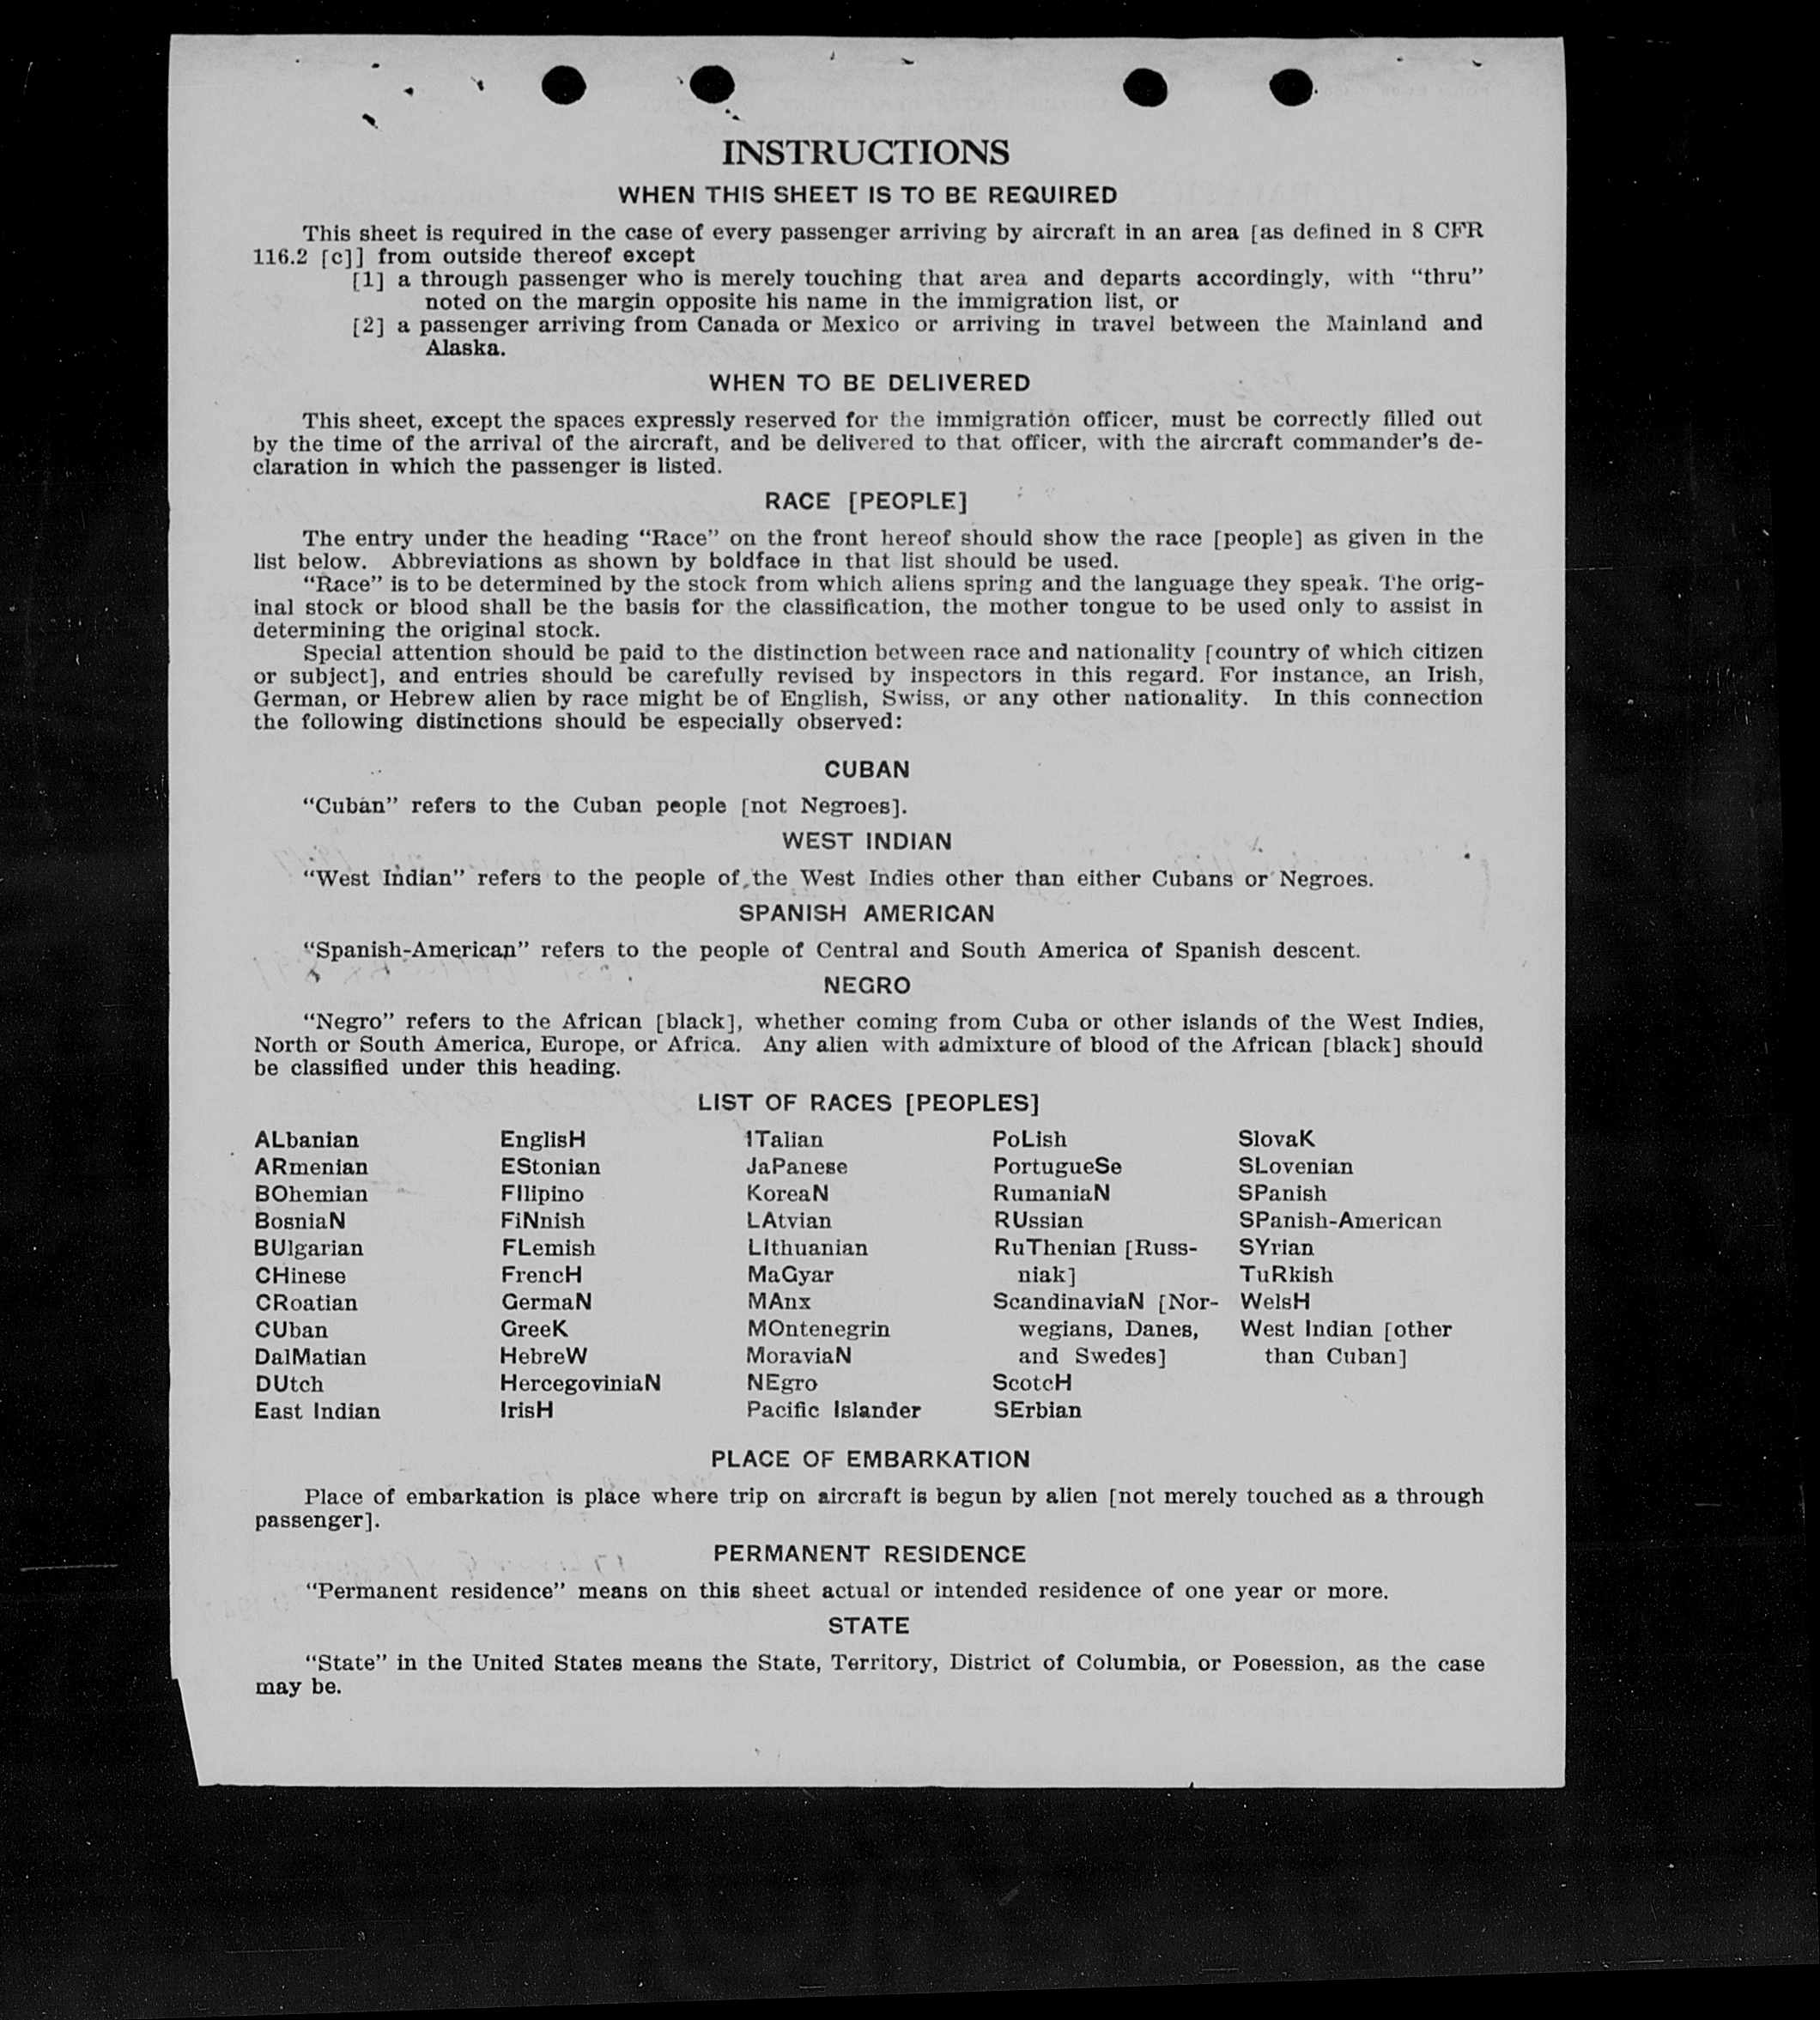 INSTRUCTIONS
WHEN THIS SHEET IS TO BE REQUIRED
This sheet is required in the case of every passenger arriving by aircraft in an area [as defined in 8 CFR
116.2 [c]] from outside thereof except
[1] a through passenger who is merely touching that area and departs accordingly, with “thru”
noted on the margin opposite his name in the immigration list, or
[2] a passenger arriving from Canada or Mexico or arriving in travel between the Mainland and
Alaska.
WHEN TO BE DELIVERED
This sheet, except the spaces expressly reserved for the immigration officer, must be correctly filled out
by the time of the arrival of the aircraft, and be delivered to that officer, with the aircraft commander’s de-
claration in which the passenger is listed.
RACE [PEOPLE]
The entry under the heading “Race” on the front hereof should show the race [people] as given in the
list below. Abbreviations as shown by boldface in that list should be used.
“Race” is to be determined by the stock from which aliens spring and the language they speak. The orig-
inal stock or blood shall be the basis for the classification, the mother tongue to be used only to assist in
determining the original stock.
Special attention should be paid to the distinction between race and nationality [country of which citizen
or subject], and entries should be carefully revised by inspectors in this regard. For instance, an Irish,
German, or Hebrew alien by race might be of English, Swiss, or any other nationality. In this connection
the following distinctions should be especially observed:
CUBAN
“Cuban” refers to the Cuban people [not Negroes].
WEST INDIAN
“West Indian” refers to the people of the West Indies other than either Cubans or Negroes.
SPANISH AMERICAN
“Spanish-American” refers to the people of Central and South America of Spanish descent.
NEGRO
“Negro” refers to the African [black], whether coming from Cuba or other islands of the West Indies,
North or South America, Europe, or Africa. Any alien with admixture of blood of the African [black] should
be classified under this heading.
LIST OF RACES [PEOPLES]
ALbanian
ARmenian
BOhemian
BosniaN
BUlgarian
CHinese
CRoatian
CUban
DalMatian
DUtch
East Indian
EnglisH
EStonian
FIlipino
FiNnish
FLemish
FrencH
GermaN
GreeK
HebreW
HercegoviniaN
IrisH
ITalian
JaPanese
KoreaN
LAtvian
LIthuanian
MaGyar
MAnx
MOntenegrin
MoraviaN
NEgro
Pacific Islander
PoLish
PortugueSe
RumaniaN
RUssian
RuThenian [Russ-
niak]
ScandinaviaN [Nor-
wegians, Danes,
and Swedes]
ScotcH
SErbian
SlovaK
SLovenian
SPanish
SPanish-American
SYrian
TuRkish
WelsH
West Indian [other
than Cuban]
PLACE OF EMBARKATION
Place of embarkation is place where trip on aircraft is begun by alien [not merely touched as a through
passenger].
PERMANENT RESIDENCE
“Permanent residence” means on this sheet actual or intended residence of one year or more.
STATE
“State” in the United States means the State, Territory, District of Columbia, or Posession, as the case
may be.